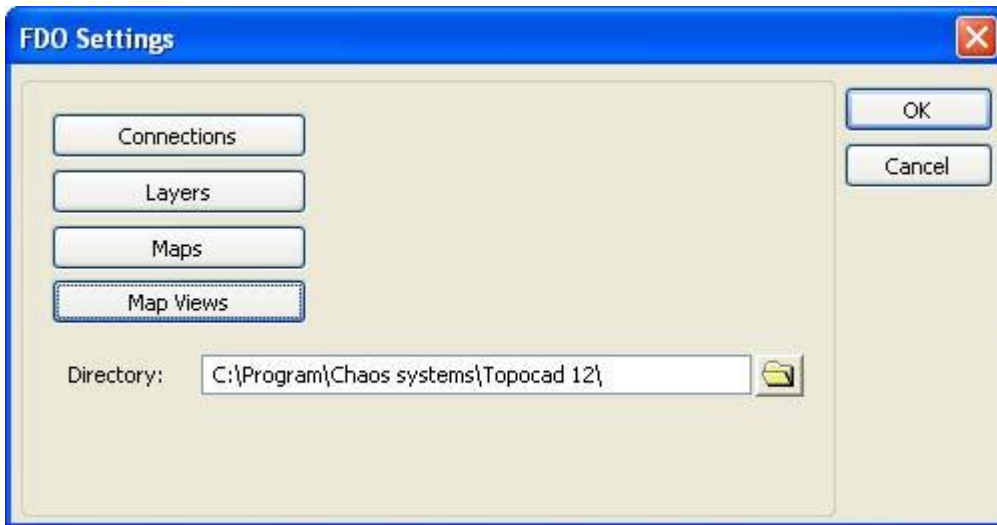 FDO Settings
Connections
Layers
Maps
Map Views
Directory: C:\Program\Chaos systems\Topocad 12\
OK
Cancel